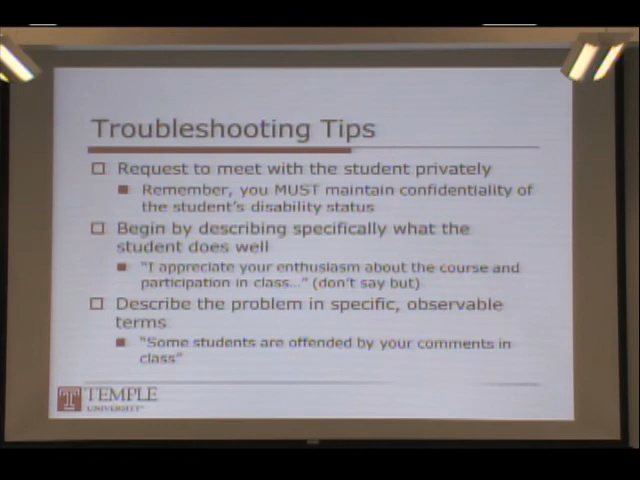 Troubleshooting Tips
Request to meet with the student privately
Remember, you MUST maintain confidentiality of
the student's disability status
Begin by describing specifically what the
student does well
"I appreciate your enthusiasm about the course and
participation in class..." (don't say but)
Describe the problem in specific, observable
terms
"Some students are offended by your comments in
class"
TEMPLE
UNIVERSITY